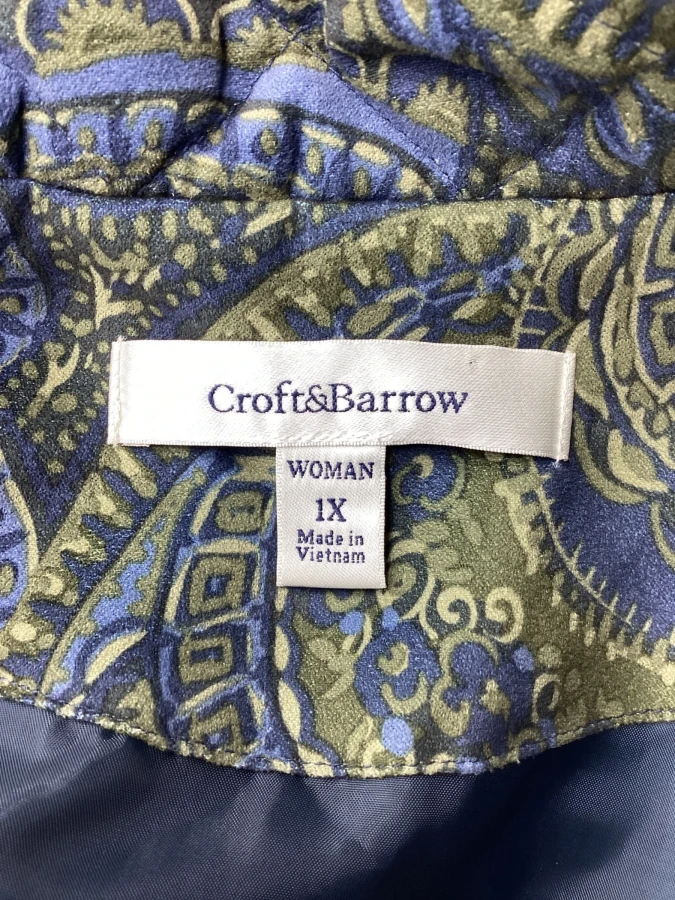 Croft&Barrow
WOMAN
1X
Made in
Vietnam